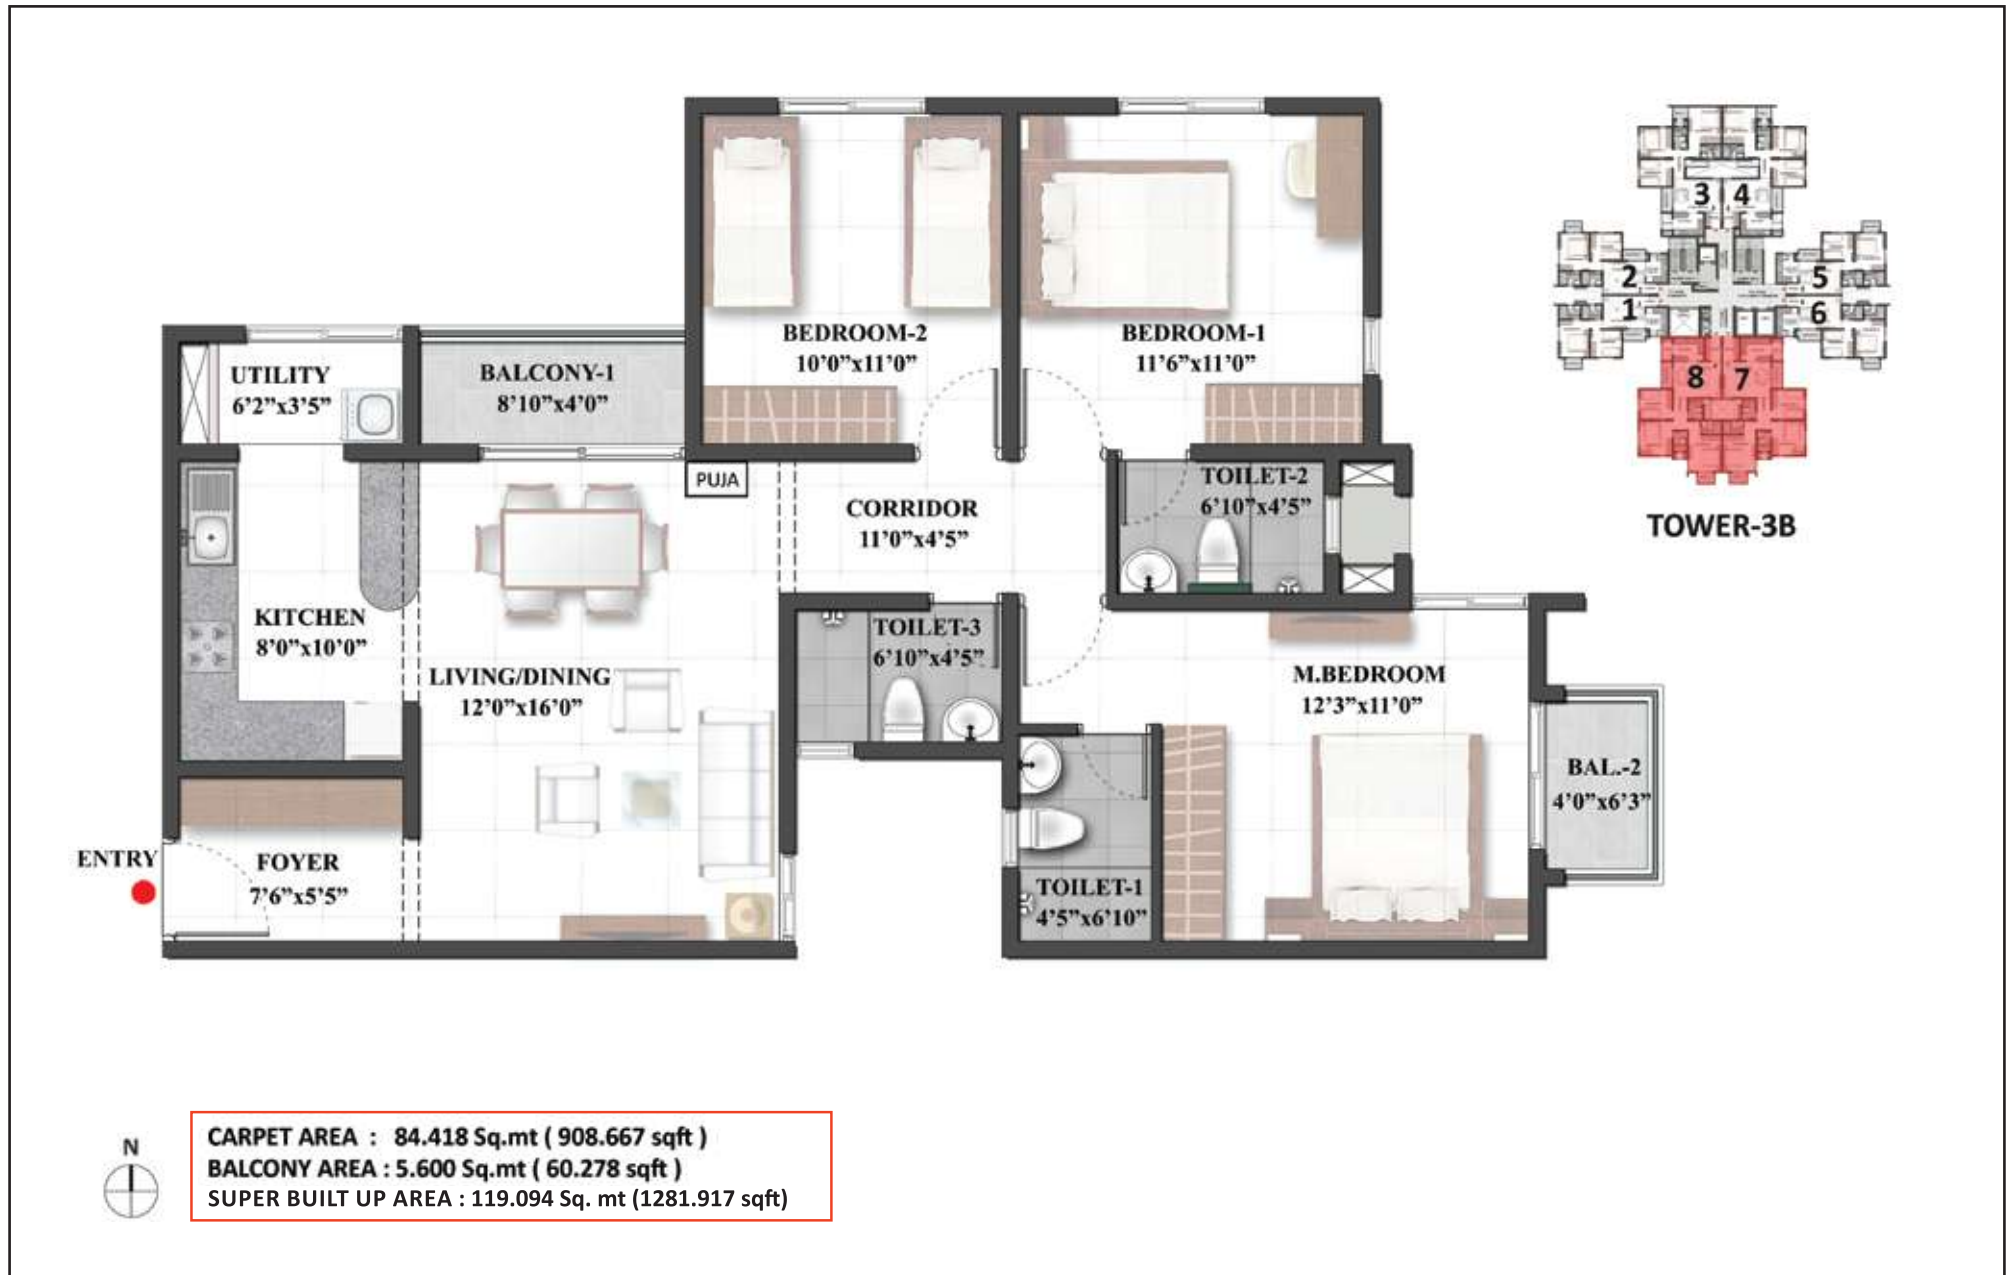 BEDROOM-2
10’0”x11’0”
BEDROOM-1
11’6”x11’0”
UTILITY
6’2”x3’5”
BALCONY-1
8’10”x4’0”
PUJA
CORRIDOR
11’0”x4’5”
TOILET-2
6’10”x4’5”
KITCHEN
8’0”x10’0”
LIVING/DINING
12’0”x16’0”
TOILET-3
6’10”x4’5”
M.BEDROOM
12’3”x11’0”
BAL.-2
4’0”x6’3”
ENTRY
FOYER
7’6”x5’5”
TOILET-1
4’5”x6’10”
3 4
2 5
1 6
8 7
TOWER-3B
N
CARPET AREA : 84.418 Sq.mt ( 908.667 sqft )
BALCONY AREA : 5.600 Sq.mt ( 60.278 sqft )
SUPER BUILT UP AREA : 119.094 Sq. mt (1281.917 sqft)